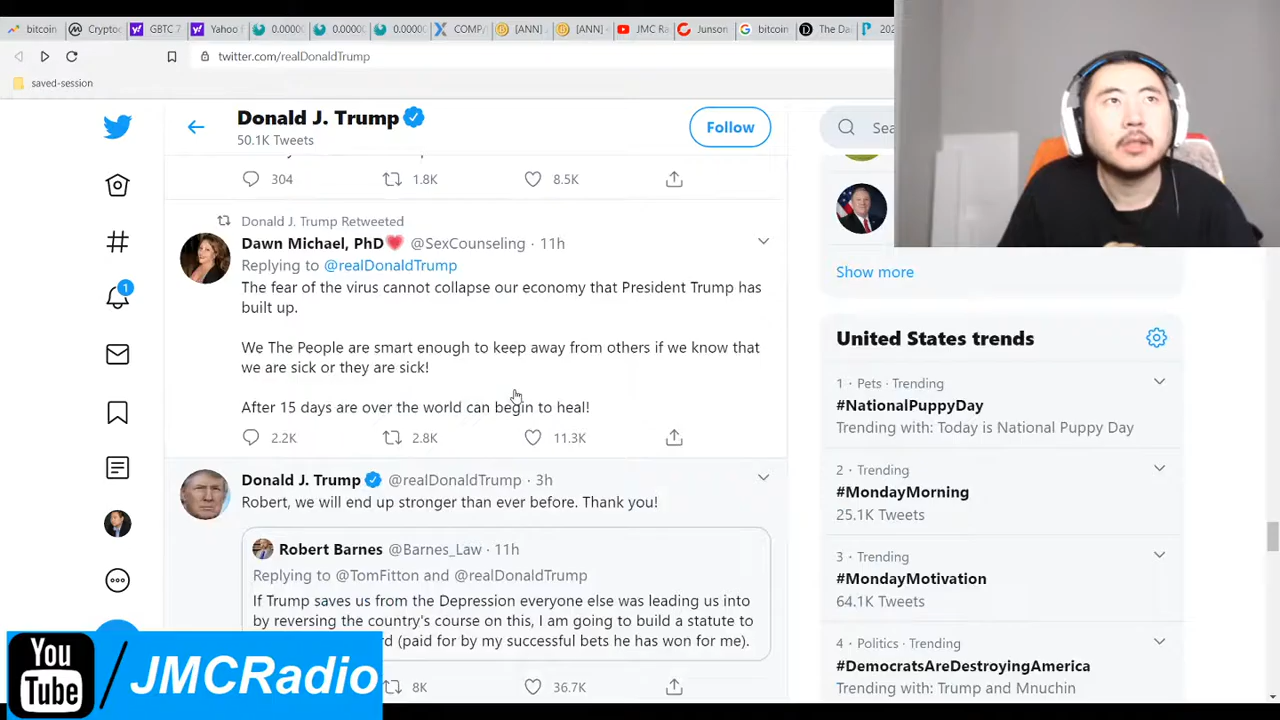 bitcoin
Crypto
GBTC 7
Yahoo f
0.0000
0.0000
0.0000
COMP/
[ANN]
[ANN]
JMC Ra
Junson
bitcoin
The Da
202
twitter.com/realDonaldTrump
saved-session
Donald J. Trump
50.1K Tweets
Follow
Sea
304 1.8K 8.5K
Donald J. Trump Retweeted
Dawn Michael, PhD @SexCounseling · 11h
Replying to @realDonaldTrump
The fear of the virus cannot collapse our economy that President Trump has
built up.
We The People are smart enough to keep away from others if we know that
we are sick or they are sick!
After 15 days are over the world can begin to heal!
2.2K 2.8K 11.3K
Donald J. Trump @realDonaldTrump · 3h
Robert, we will end up stronger than ever before. Thank you!
Robert Barnes @Barnes_Law · 11h
Replying to @TomFitton and @realDonaldTrump
If Trump saves us from the Depression everyone else was leading us into
by reversing the country's course on this, I am going to build a statute to
rd (paid for by my successful bets he has won for me).
8K 36.7K
1
Show more
United States trends
1 · Pets · Trending
#NationalPuppyDay
Trending with: Today is National Puppy Day
2 · Trending
#MondayMorning
25.1K Tweets
3 · Trending
#MondayMotivation
64.1K Tweets
4 · Politics · Trending
#DemocratsAreDestroyingAmerica
Trending with: Trump and Mnuchin
You
Tube
/JMCRadio